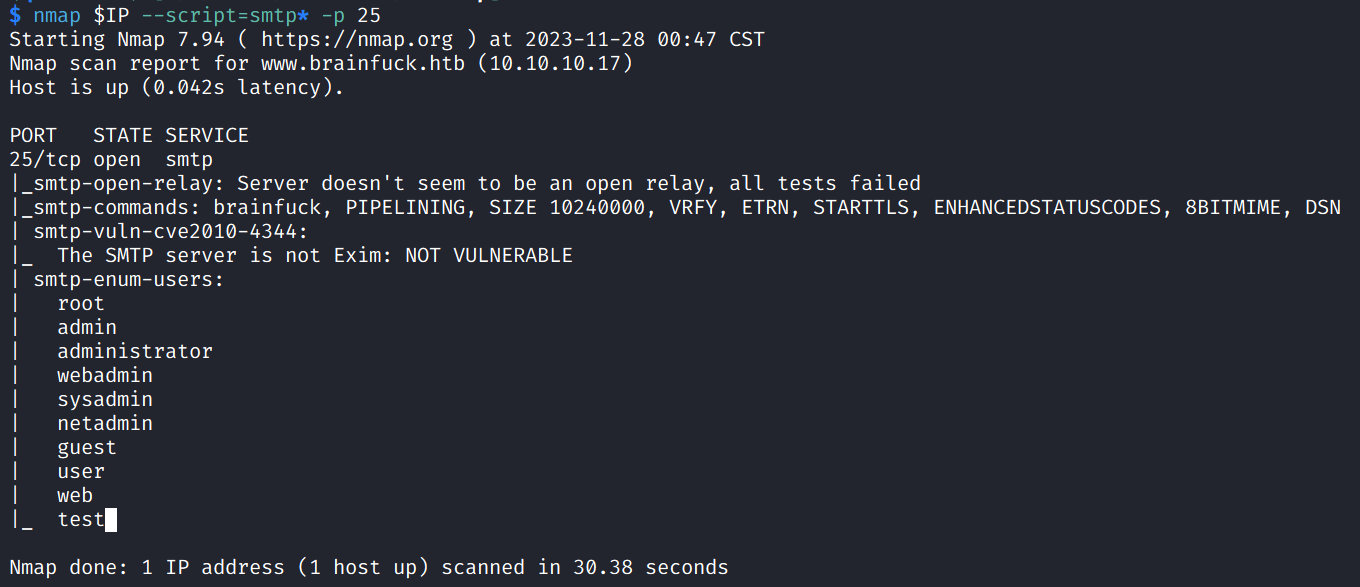 $ nmap $IP --script=smtp* -p 25
Starting Nmap 7.94 ( https://nmap.org ) at 2023-11-28 00:47 CST
Nmap scan report for www.brainfuck.htb (10.10.10.17)
Host is up (0.042s latency).

PORT   STATE SERVICE
25/tcp open  smtp
|_smtp-open-relay: Server doesn't seem to be an open relay, all tests failed
|_smtp-commands: brainfuck, PIPELINING, SIZE 10240000, VRFY, ETRN, STARTTLS, ENHANCEDSTATUSCODES, 8BITMIME, DSN
| smtp-vuln-cve2010-4344:
|_  The SMTP server is not Exim: NOT VULNERABLE
| smtp-enum-users:
|   root
|   admin
|   administrator
|   webadmin
|   sysadmin
|   netadmin
|   guest
|   user
|   web
|_  test

Nmap done: 1 IP address (1 host up) scanned in 30.38 seconds